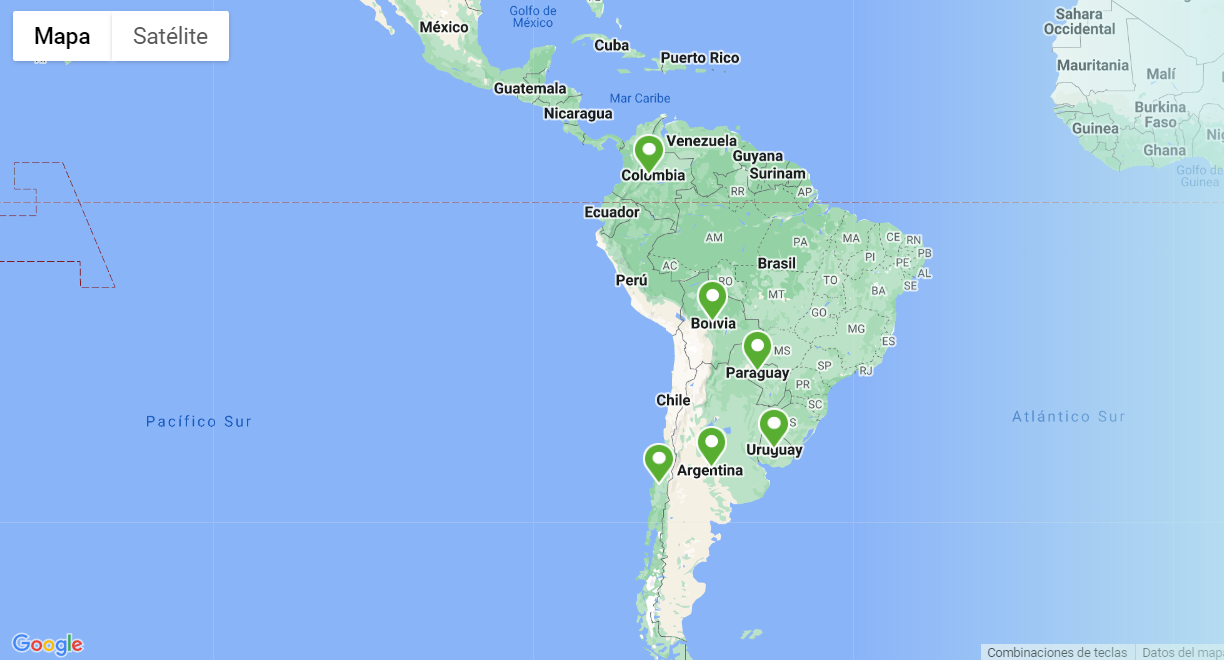 Mapa
Satélite
Golfo de
México
México
Cuba
Puerto Rico
Guatemala
Mar Caribe
Nicaragua
Sahara
Occidental
Mauritania
Malí
Burkina
Faso
Guinea
Ghana
Golfo de
Guinea
Venezuela
Guyana
Surinam
Colombia
RR
AP
Ecuador
AM
PA
MA
CE
RN
PB
PI
PE
AL
SE
AC
Brasil
TO
BA
Perú
RO
MT
GO
MG
ES
Bolivia
MS
SP
RJ
Paraguay
PR
SC
Chile
S
Uruguay
Argentina
Pacífico Sur
Atlántico Sur
Google
Combinaciones de teclas
Datos del map